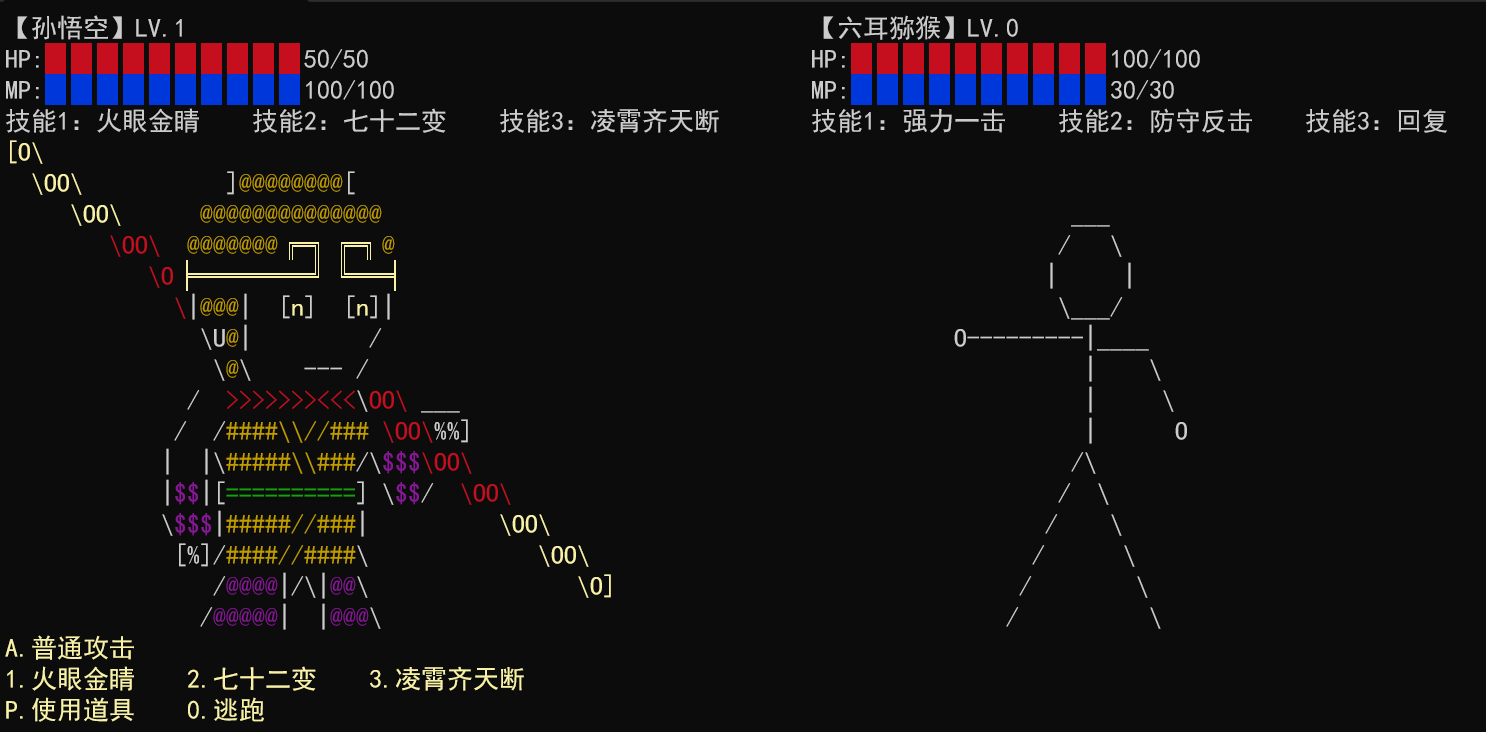 【孙悟空】LV.1 【六耳猕猴】LV.0
HP: 50/50 HP: 100/100
MP: 100/100 MP: 30/30
技能1：火眼金睛 技能2：七十二变 技能3：凌霄齐天断 技能1：强力一击 技能2：防守反击 技能3：回复
A.普通攻击
1.火眼金睛 2.七十二变 3.凌霄齐天断
P.使用道具 0.逃跑